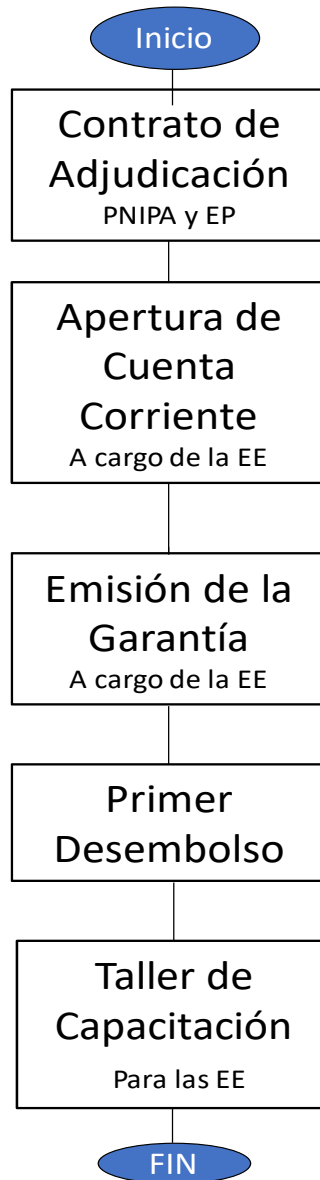 Inicio
Contrato de
Adjudicación
PNIPA y EP
Apertura de
Cuenta
Corriente
A cargo de la EE
Emisión de la
Garantía
A cargo de la EE
Primer
Desembolso
Taller de
Capacitación
Para las EE
FIN